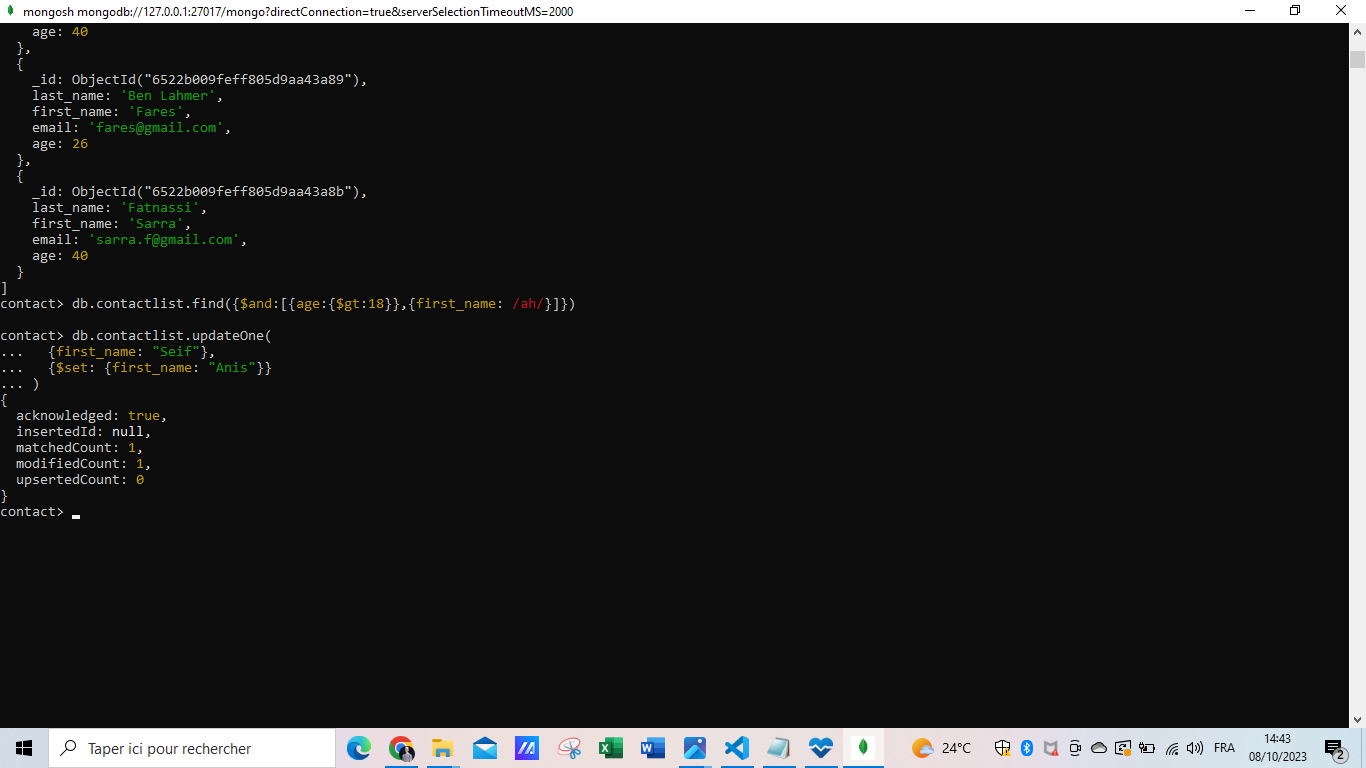 mongosh mongodb://127.0.0.1:27017/mongo?directConnection=true&serverSelectionTimeoutMS=2000
    age: 40
  },
  {
    _id: ObjectId("6522b009feff805d9aa43a89"),
    last_name: 'Ben Lahmer',
    first_name: 'Fares',
    email: 'fares@gmail.com',
    age: 26
  },
  {
    _id: ObjectId("6522b009feff805d9aa43a8b"),
    last_name: 'Fatnassi',
    first_name: 'Sarra',
    email: 'sarra.f@gmail.com',
    age: 40
  }
]
contact> db.contactlist.find({$and:[{age:{$gt:18}},{first_name: /ah/}]})
contact> db.contactlist.updateOne(
...   {first_name: "Seif"},
...   {$set: {first_name: "Anis"}}
... )
{
  acknowledged: true,
  insertedId: null,
  matchedCount: 1,
  modifiedCount: 1,
  upsertedCount: 0
}
contact>
Taper ici pour rechercher
24°C
FRA
14:43
08/10/2023
2